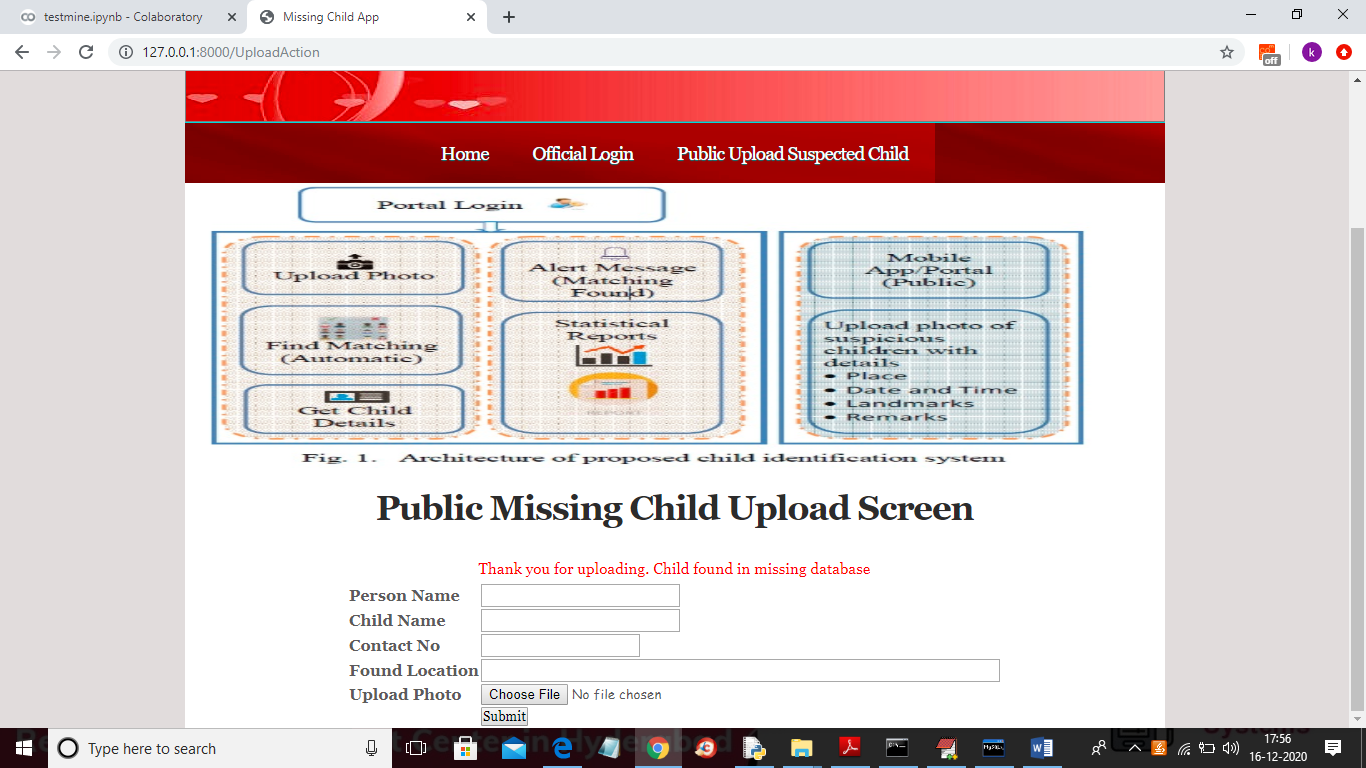 testmine.ipynb - Colaboratory
Missing Child App
127.0.0.1:8000/UploadAction
off
k
Home
Official Login
Public Upload Suspected Child
Portal Login
Upload Photo
Find Matching
(Automatic)
Get Child
Details
Alert Message
(Matching
Found)
Statistical
Reports
REPORT
Mobile
App/Portal
(Public)
Upload photo of
suspicious
children with
details
• Place
• Date and Time
• Landmarks
• Remarks
Fig. 1. Architecture of proposed child identification system
Public Missing Child Upload Screen
Thank you for uploading. Child found in missing database
Person Name
Child Name
Contact No
Found Location
Upload Photo
Choose File No file chosen
Submit
Type here to search
17:56
16-12-2020